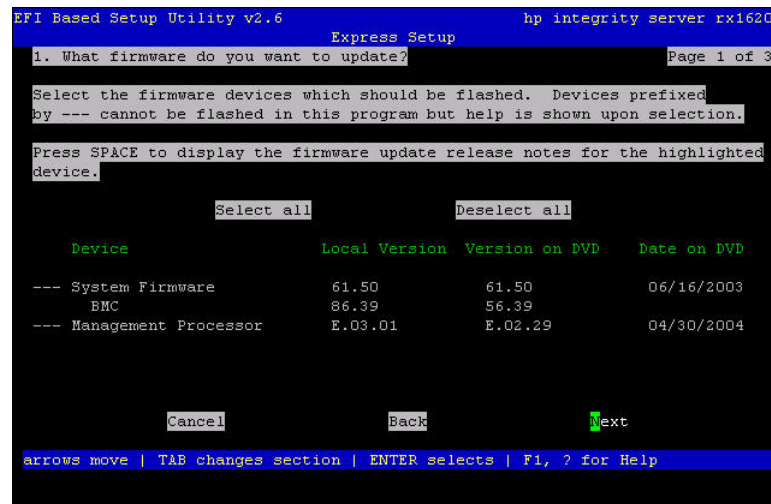 EFI Based Setup Utility v2.6 hp integrity server rx1620
Express Setup
1. What firmware do you want to update? Page 1 of 3
Select the firmware devices which should be flashed. Devices prefixed
by --- cannot be flashed in this program but help is shown upon selection.
Press SPACE to display the firmware update release notes for the highlighted
device.
Select all Deselect all
Device Local Version Version on DVD Date on DVD
--- System Firmware 61.50 61.50 06/16/2003
BMC 86.39 56.39
--- Management Processor E.03.01 E.02.29 04/30/2004
Cancel Back Next
arrows move | TAB changes section | ENTER selects | F1, ? for Help